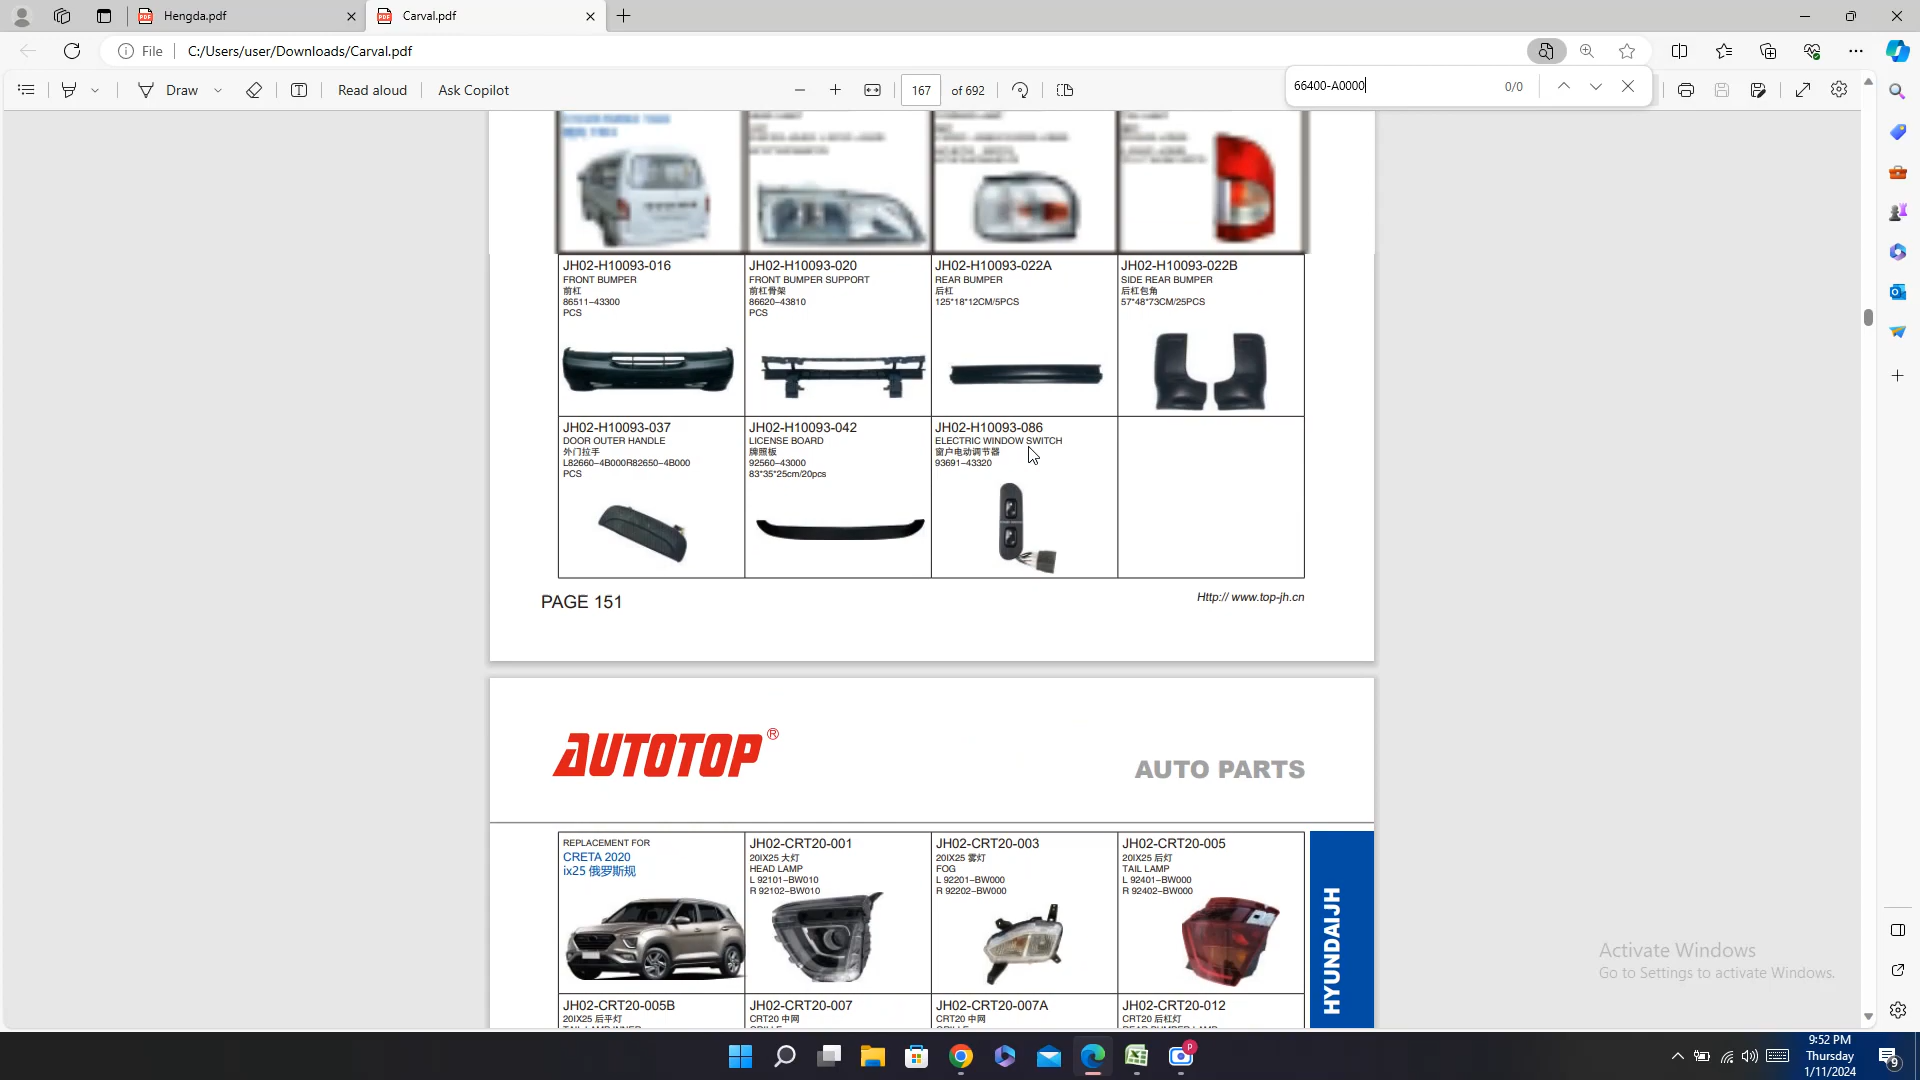 Hengda.pdf
Carval.pdf
File
C:/Users/user/Downloads/Carval.pdf
66400-A0000
0/0
Draw
Read aloud
Ask Copilot
167
of 692
JH02-H10093-016
FRONT BUMPER
前杠
86511-43300
PCS
JH02-H10093-020
FRONT BUMPER SUPPORT
前杠骨架
86620-43810
PCS
JH02-H10093-022A
REAR BUMPER
后杠
125*18*12CM/5PCS
JH02-H10093-022B
SIDE REAR BUMPER
后杠包角
57*48*73CM/25PCS
JH02-H10093-037
DOOR OUTER HANDLE
外门拉手
L82660-4B000R82650-4B000
PCS
JH02-H10093-042
LICENSE BOARD
牌照板
92560-43000
83*35*25cm/20pcs
JH02-H10093-086
ELECTRIC WINDOW SWITCH
窗户电动调节器
93691-43320
PAGE 151
Http:// www.top-jh.cn
AUTOTOP®
AUTO PARTS
REPLACEMENT FOR
CRETA 2020
ix25 俄罗斯规
JH02-CRT20-001
20IX25 大灯
HEAD LAMP
L 92101-BW010
R 92102-BW010
JH02-CRT20-003
20IX25 雾灯
FOG
L 92201-BW000
R 92202-BW000
JH02-CRT20-005
20IX25 后灯
TAIL LAMP
L 92401-BW000
R 92402-BW000
HYUNDAIJH
JH02-CRT20-005B
20IX25 后平灯
JH02-CRT20-007
CRT20 中网
JH02-CRT20-007A
CRT20 中网
JH02-CRT20-012
CRT20 后杠灯
Activate Windows
Go to Settings to activate Windows.
9:52 PM
Thursday
1/11/2024
9